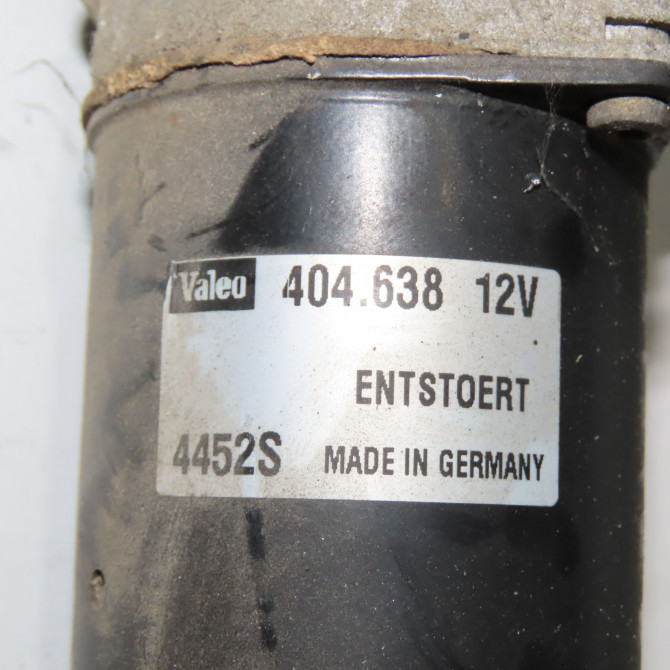 Valeo 404.638 12V
ENTSTOERT
4452S MADE IN GERMANY